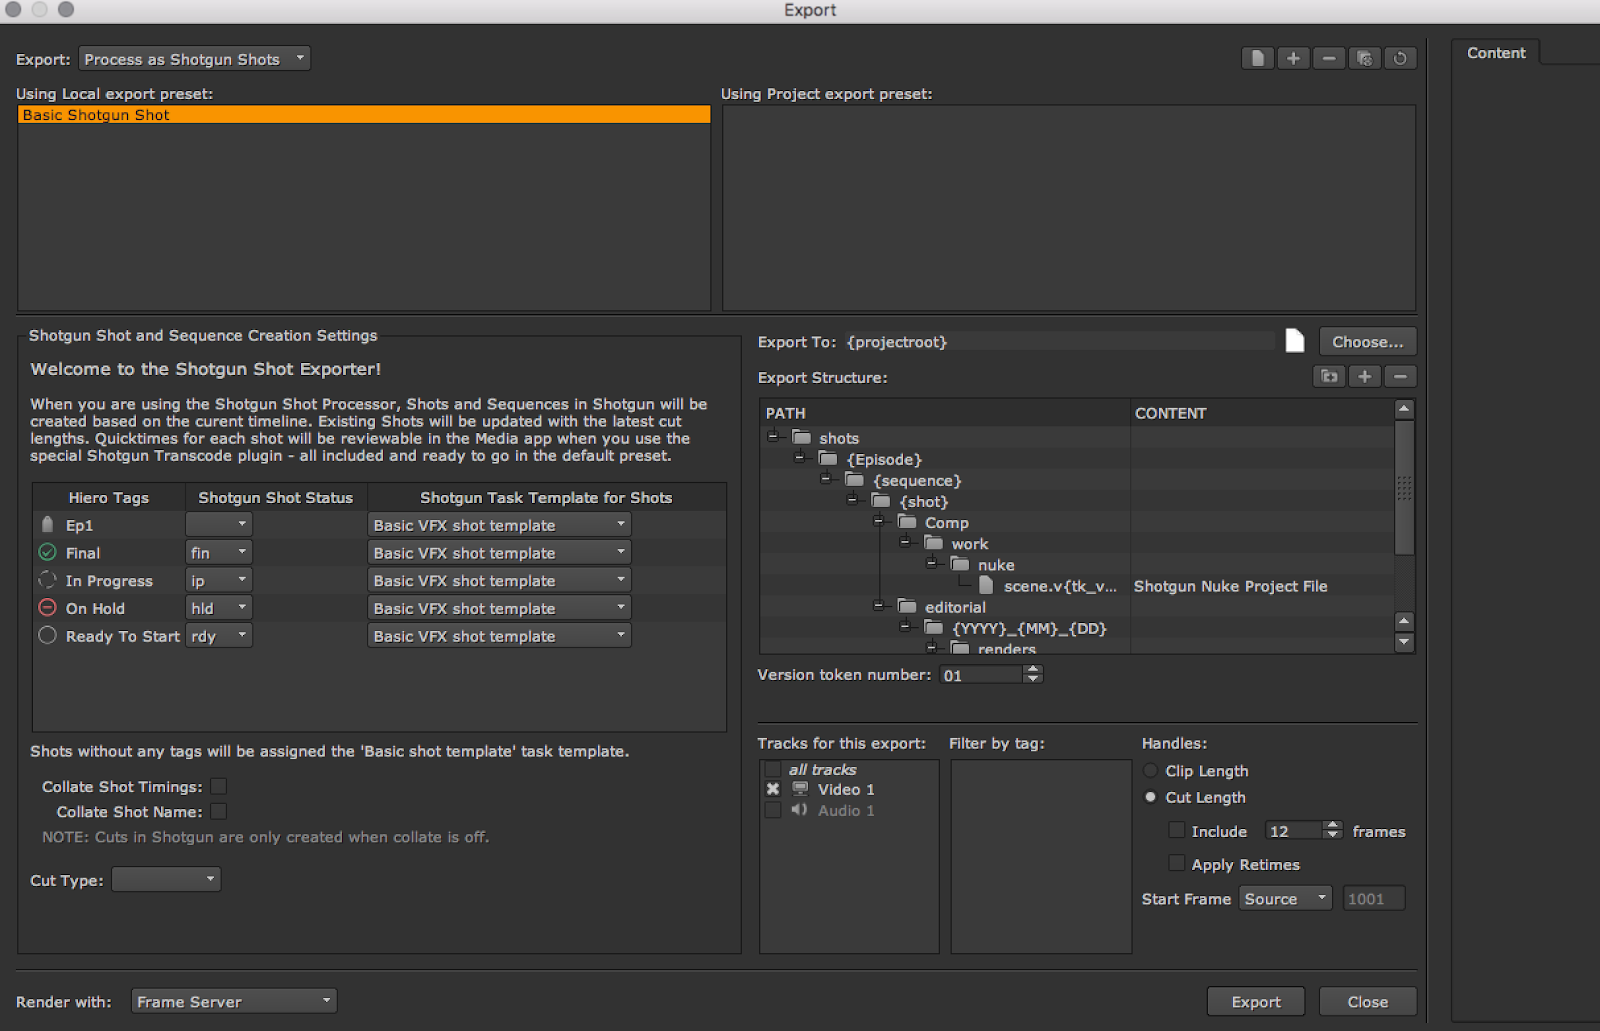 Export
Export: Process as Shotgun Shots
Content
Using Local export preset:
Using Project export preset:
Basic Shotgun Shot
Shotgun Shot and Sequence Creation Settings
Welcome to the Shotgun Shot Exporter!
When you are using the Shotgun Shot Processor, Shots and Sequences in Shotgun will be
created based on the curent timeline. Existing Shots will be updated with the latest cut
lengths. Quicktimes for each shot will be reviewable in the Media app when you use the
special Shotgun Transcode plugin - all included and ready to go in the default preset.
Hiero Tags Shotgun Shot Status Shotgun Task Template for Shots
Ep1 Basic VFX shot template
Final fin Basic VFX shot template
In Progress ip Basic VFX shot template
On Hold hld Basic VFX shot template
Ready To Start rdy Basic VFX shot template
Shots without any tags will be assigned the 'Basic shot template' task template.
Collate Shot Timings:
Collate Shot Name:
NOTE: Cuts in Shotgun are only created when collate is off.
Cut Type:
Export To: {projectroot} Choose...
Export Structure:
PATH CONTENT
shots
{Episode}
{sequence}
{shot}
Comp
work
nuke
scene.v{tk_v... Shotgun Nuke Project File
editorial
{YYYY}_{MM}_{DD}
renders
Version token number: 01
Tracks for this export:
all tracks
Video 1
Audio 1
Filter by tag:
Handles:
Clip Length
Cut Length
Include 12 frames
Apply Retimes
Start Frame Source 1001
Render with: Frame Server
Export Close